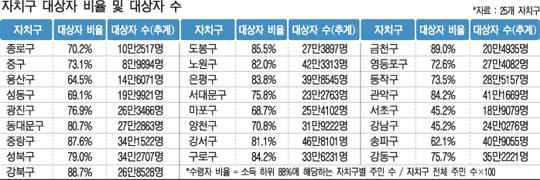 자치구 대상자 비율 및 대상자 수
*자료 : 25개 자치구
자치구 대상자 비율 대상자 수(추계) 자치구 대상자 비율 대상자 수(추계) 자치구 대상자 비율 대상자 수(추계)
종로구 70.2% 10만2517명 도봉구 85.5% 27만3897명 금천구 89.0% 20만4935명
중구 73.1% 8만9894명 노원구 82.0% 42만3313명 영등포구 72.6% 27만4082명
용산구 64.5% 14만6071명 은평구 83.8% 39만8545명 동작구 73.5% 28만5157명
성동구 69.1% 19만9921명 서대문구 75.8% 23만2763명 관악구 84.2% 41만1669명
광진구 76.9% 26만3466명 마포구 68.7% 25만4102명 서초구 45.2% 18만9079명
동대문구 80.7% 27만2863명 양천구 70.8% 31만9222명 강남구 45.2% 24만0276명
중랑구 87.6% 34만1522명 강서구 81.1% 46만8101명 송파구 62.1% 40만9055명
성북구 79.0% 34만2707명 구로구 84.2% 33만6231명 강동구 75.7% 35만2221명
강북구 88.7% 26만8528명 *수령자 비율 = 소득 하위 88%에 해당하는 자치구별 주민 수 / 자치구 전체 주민 수×100